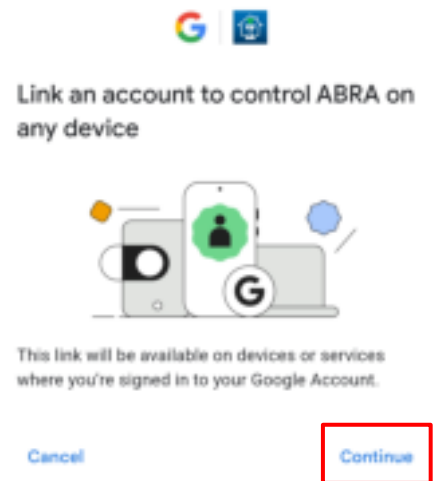 Link an account to control ABRA on
any device
G
This link will be available on devices or services
where you're signed in to your Google Account.
Cancel
Continue